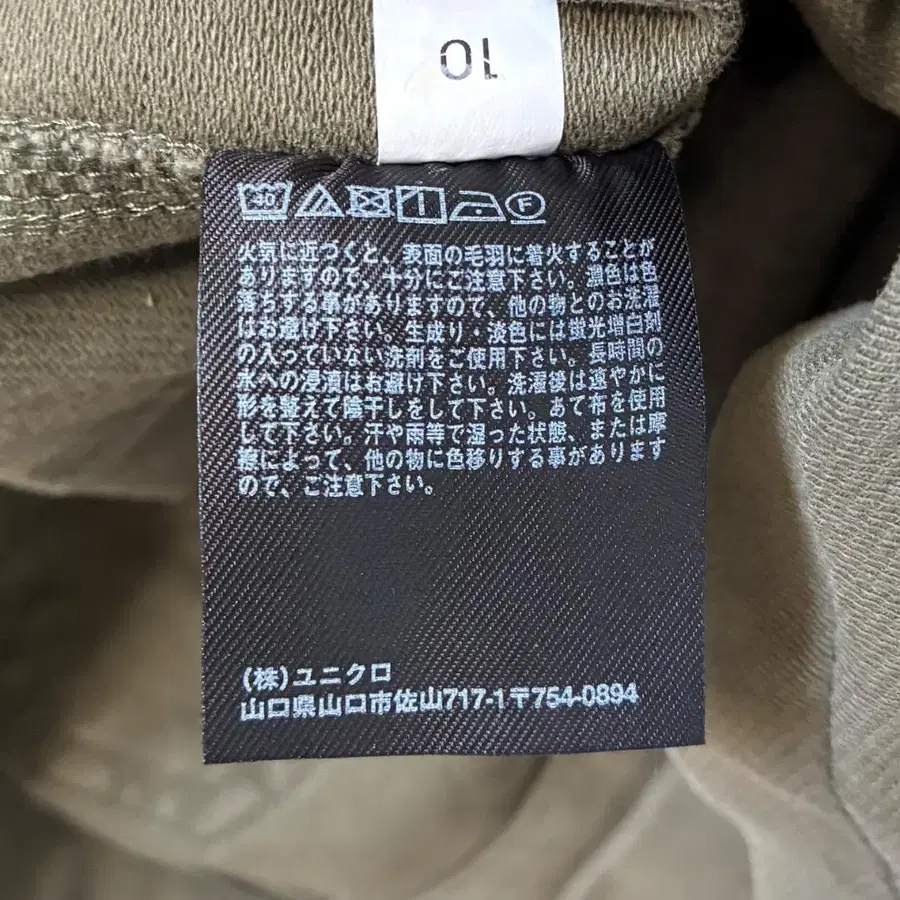 10
40 F
火気に近づくと、表面の毛羽に着火することが
ありますので、十分にご注意下さい。濃色は色
落ちする事がありますので、他の物とのお洗濯
はお避け下さい。生成り・淡色には蛍光増白剤
の入っていない洗剤をご使用下さい。長時間の
水への浸漬はお避け下さい。洗濯後は速やかに
形を整えて陰干しをして下さい。あて布を使用
して下さい。汗や雨等で湿った状態、または摩
擦によって、他の物に色移りする事があります
ので、ご注意下さい。
(株)ユニクロ
山口県山口市佐山717-1〒754-0894